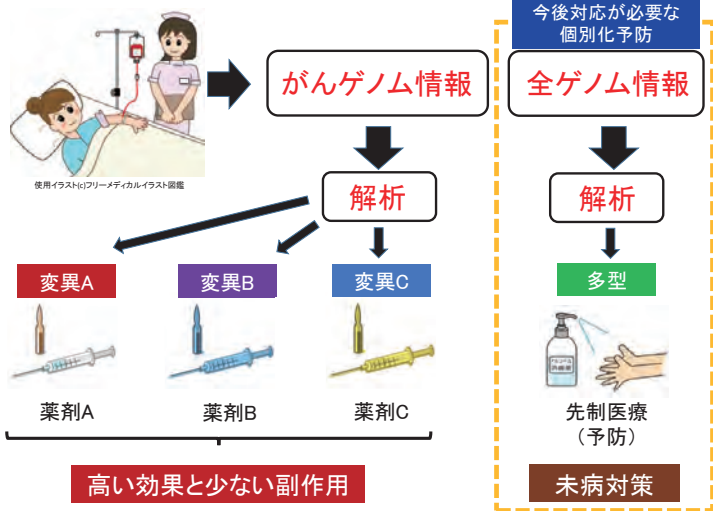 今後対応が必要な
個別化予防
がんゲノム情報
全ゲノム情報
使用イラスト(c)フリーメディカルイラスト図鑑
解析
解析
変異A
変異B
変異C
多型
薬剤A
薬剤B
薬剤C
先制医療
(予防)
高い効果と少ない副作用
未病対策